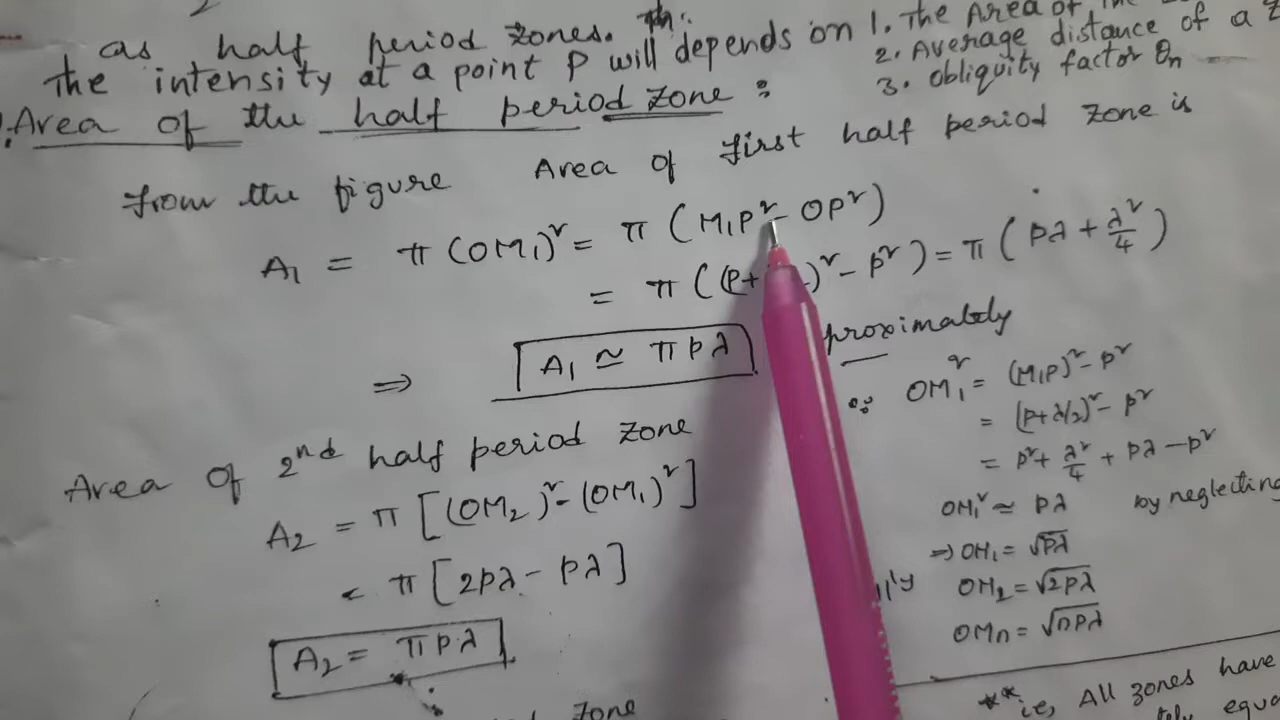 as half period zones.
the intensity at a point P will depends on 1. The Area of the
2. Average distance of a
3. Obliquity factor θn
Area of the half period zone :
from the figure Area of first half period zone is
A₁ = π (OM₁)² = π (M₁P² - OP²)
= π ((P+ )² - P²) = π (Pλ + λ²/4)
⇒ A₁ ≃ πPλ proximately
∵ OM₁² = (M₁P)² - P²
= (P+λ/2)² - P²
= P² + λ²/4 + Pλ - P²
OM₁² ≃ Pλ by neglecting
⇒ OM₁ = √Pλ
lly OM₂ = √2Pλ
OMn = √nPλ
Area of 2nd half period zone
A₂ = π [(OM₂)² - (OM₁)²]
= π [2Pλ - Pλ]
A₂ = πPλ
** ie, All zones have
zone
equa